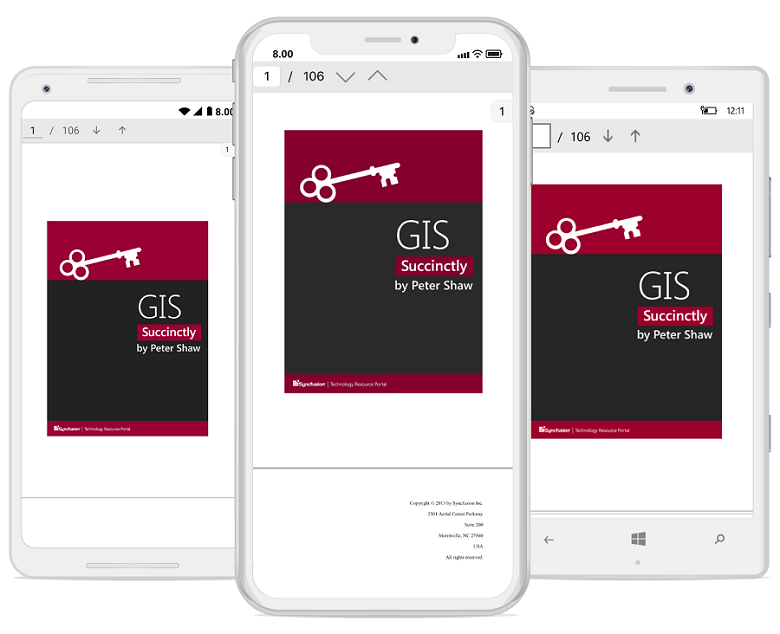 8.00
1 / 106
1
GIS
Succinctly
by Peter Shaw
Syncfusion | Technology Resource Portal
Copyright © 2013 by Syncfusion Inc.
2501 Aerial Center Parkway
Suite 200
Morrisville, NC 27560
USA
All rights reserved.
8.00
1 / 106
1
GIS
Succinctly
by Peter Shaw
Syncfusion | Technology Resource Portal
12:11
/ 106
GIS
Succinctly
by Peter Shaw
Syncfusion | Technology Resource Portal